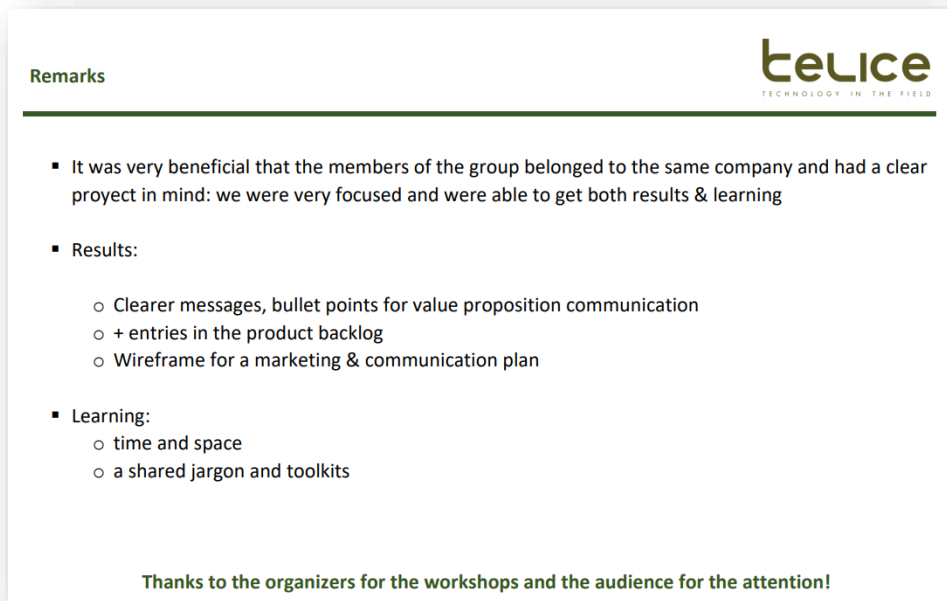 Remarks
teLice
TECHNOLOGY IN THE FIELD
▪ It was very beneficial that the members of the group belonged to the same company and had a clear
proyect in mind: we were very focused and were able to get both results & learning
▪ Results:
o Clearer messages, bullet points for value proposition communication
o + entries in the product backlog
o Wireframe for a marketing & communication plan
▪ Learning:
o time and space
o a shared jargon and toolkits
Thanks to the organizers for the workshops and the audience for the attention!